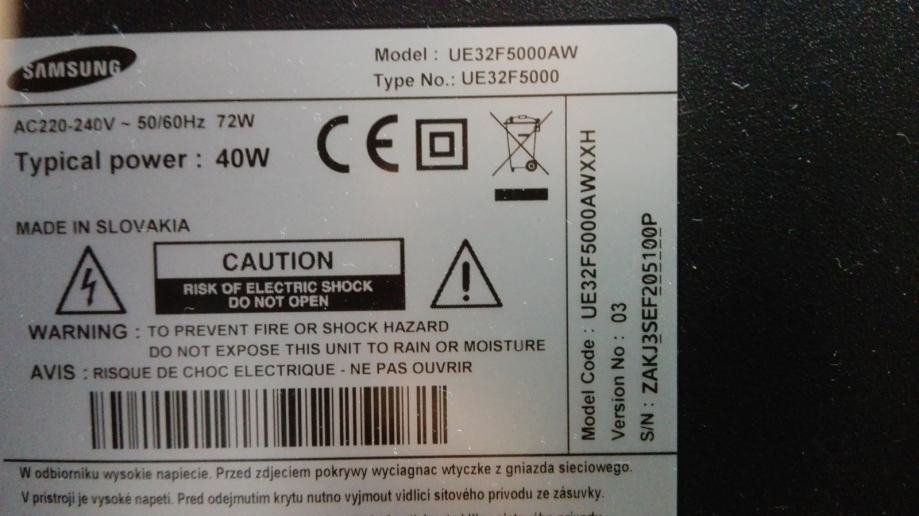 SAMSUNG
Model : UE32F5000AW
Type No.: UE32F5000
AC220-240V ~ 50/60Hz 72W
Typical power : 40W
CE
MADE IN SLOVAKIA
CAUTION
RISK OF ELECTRIC SHOCK
DO NOT OPEN
WARNING : TO PREVENT FIRE OR SHOCK HAZARD
DO NOT EXPOSE THIS UNIT TO RAIN OR MOISTURE
AVIS : RISQUE DE CHOC ELECTRIQUE - NE PAS OUVRIR
Model Code : UE32F5000AWXXH
Version No : 03
S/N : ZAKJ3SEF205100P
W odbiorniku wysokie napiecie. Przed zdjeciem pokrywy wyciagnac wtyczke z gniazda sieciowego.
V pristroji je vysoké napeti. Pred odejmutim krytu nutno vyjmout vidlici sítového privodu ze zásuvky.